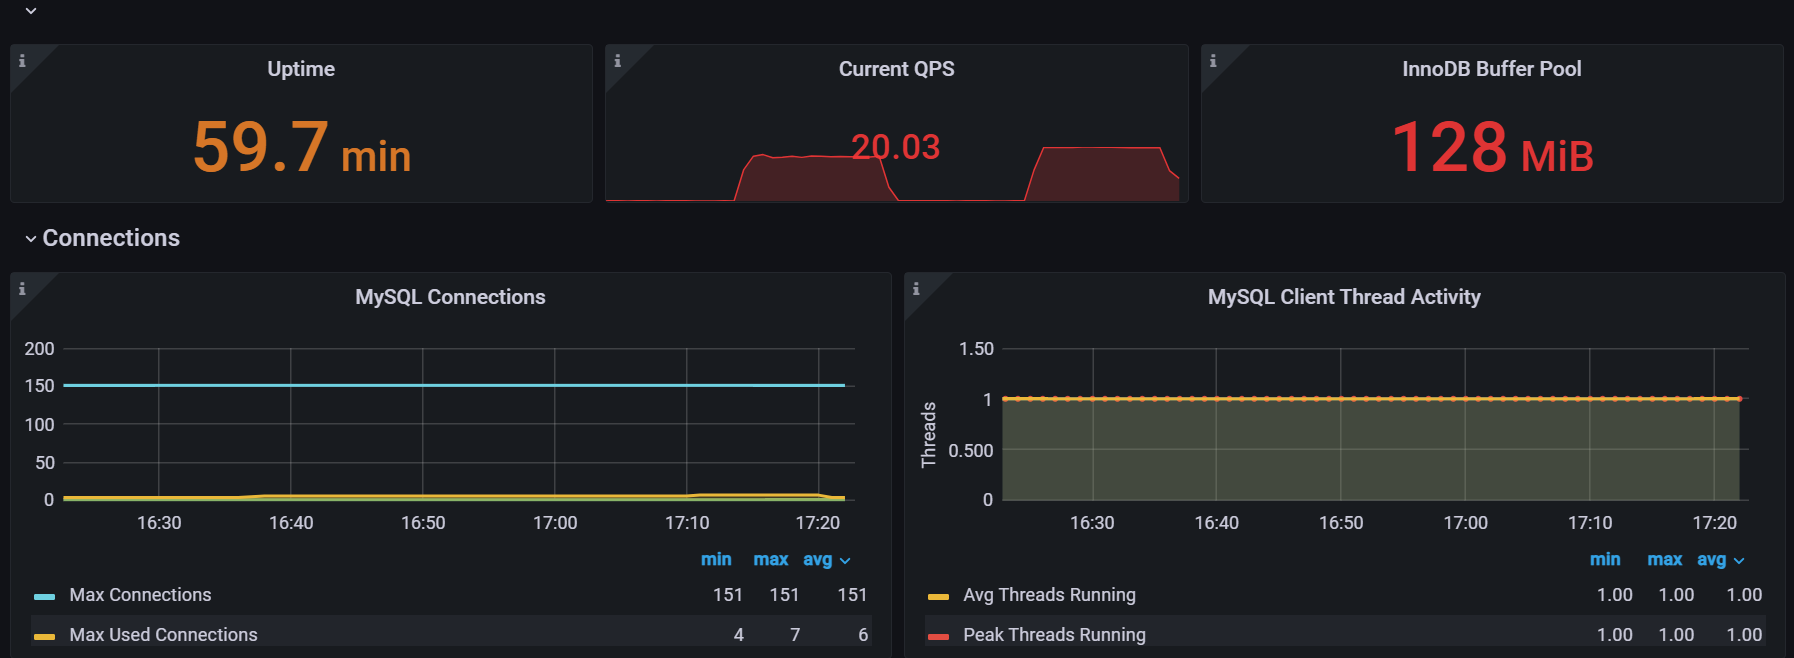 Uptime
Current QPS
InnoDB Buffer Pool
59.7 min
20.03
128 MiB
Connections
MySQL Connections
200
150
100
50
0
16:30 16:40 16:50 17:00 17:10 17:20
min max avg
Max Connections 151 151 151
Max Used Connections 4 7 6
MySQL Client Thread Activity
Threads
1.50
1
0.500
0
16:30 16:40 16:50 17:00 17:10 17:20
min max avg
Avg Threads Running 1.00 1.00 1.00
Peak Threads Running 1.00 1.00 1.00